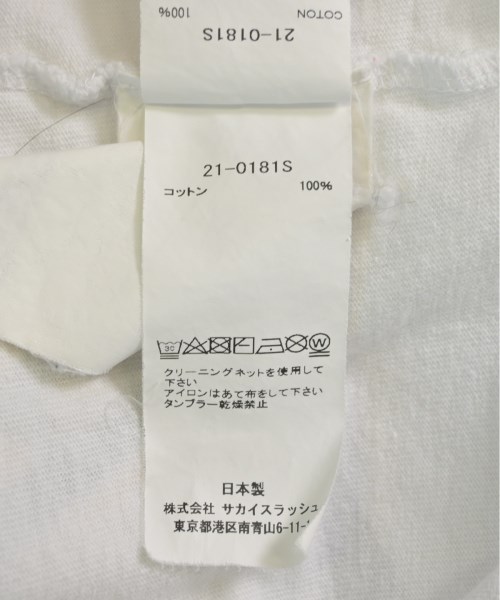 COTON 100%
21-0181S
21-0181S
コットン 100%
30
W
クリーニングネットを使用して
下さい
アイロンはあて布をして下さい
タンブラー乾燥禁止
日本製
株式会社 サカイスラッシュ
東京都港区南青山6-11-